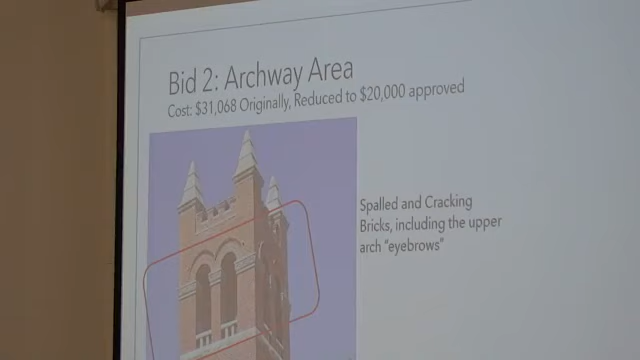 Bid 2: Archway Area
Cost: $31,068 Originally, Reduced to $20,000 approved
Spalled and Cracking
Bricks, including the upper
arch "eyebrows"